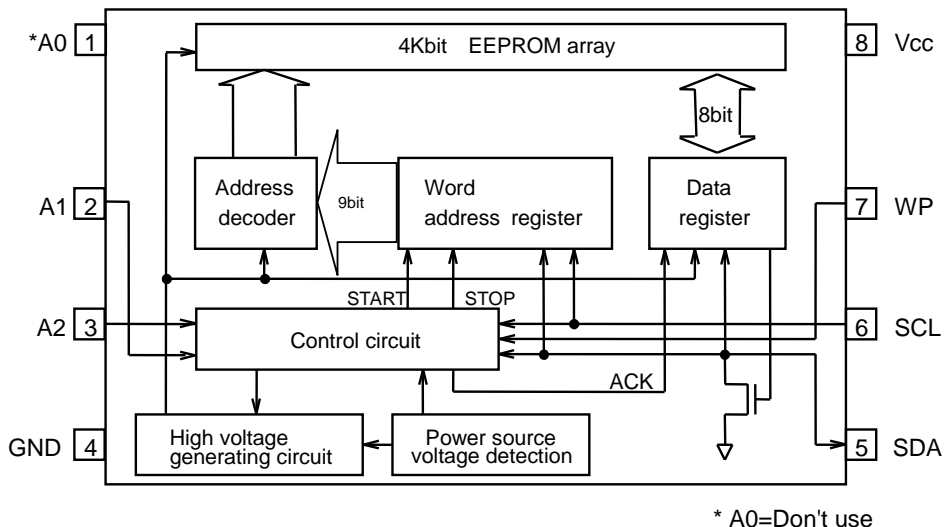 *A0 1
4Kbit EEPROM array
8 Vcc
8bit
A1 2
Address
decoder
9bit
Word
address register
Data
register
7 WP
START
STOP
A2 3
Control circuit
6 SCL
ACK
GND 4
High voltage
generating circuit
Power source
voltage detection
5 SDA
* A0=Don't use